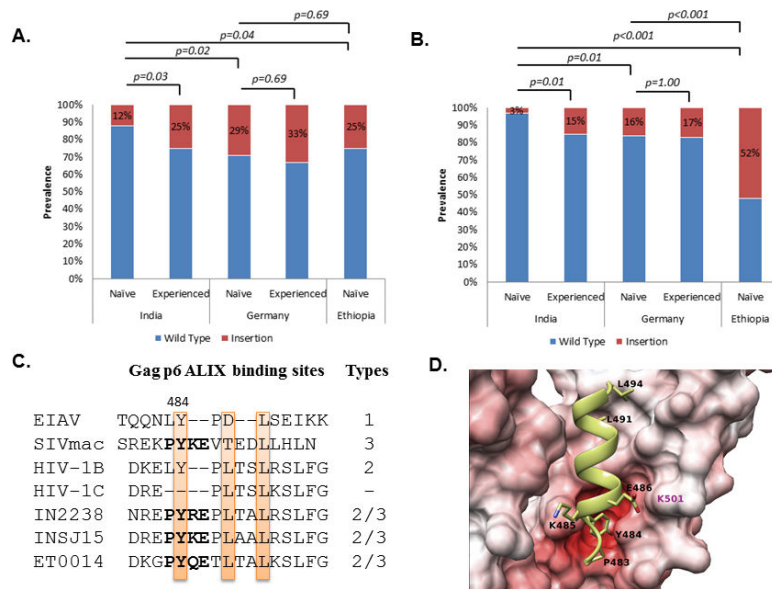 A.
p=0.69
p=0.04
p=0.02
p=0.03
p=0.69
100%
90%
80%
70%
60%
50%
40%
30%
20%
10%
0%
Prevalence
12%
25%
29%
33%
25%
Naïve Experienced Naïve Experienced Naïve
India Germany Ethiopia
Wild Type Insertion
B.
p<0.001
p<0.001
p=0.01
p=0.01
p=1.00
100%
90%
80%
70%
60%
50%
40%
30%
20%
10%
0%
Prevalence
3%
15%
16%
17%
52%
Naïve Experienced Naïve Experienced Naïve
India Germany Ethiopia
Wild Type Insertion
C.
Gag p6 ALIX binding sites Types
484
EIAV TQQNLY--PD--LSEIKK 1
SIVmac SREKPYKEVTEDLLHLN 3
HIV-1B DKELY--PLTSLRSLFG 2
HIV-1C DRE----PLTSLKSLFG -
IN2238 NREPYREPLTALRSLFG 2/3
INSJ15 DREPYKEPLAALRSLFG 2/3
ET0014 DKGPYQETLTALKSLFG 2/3
D.
L494
L491
E486
K501
K485
Y484
P483